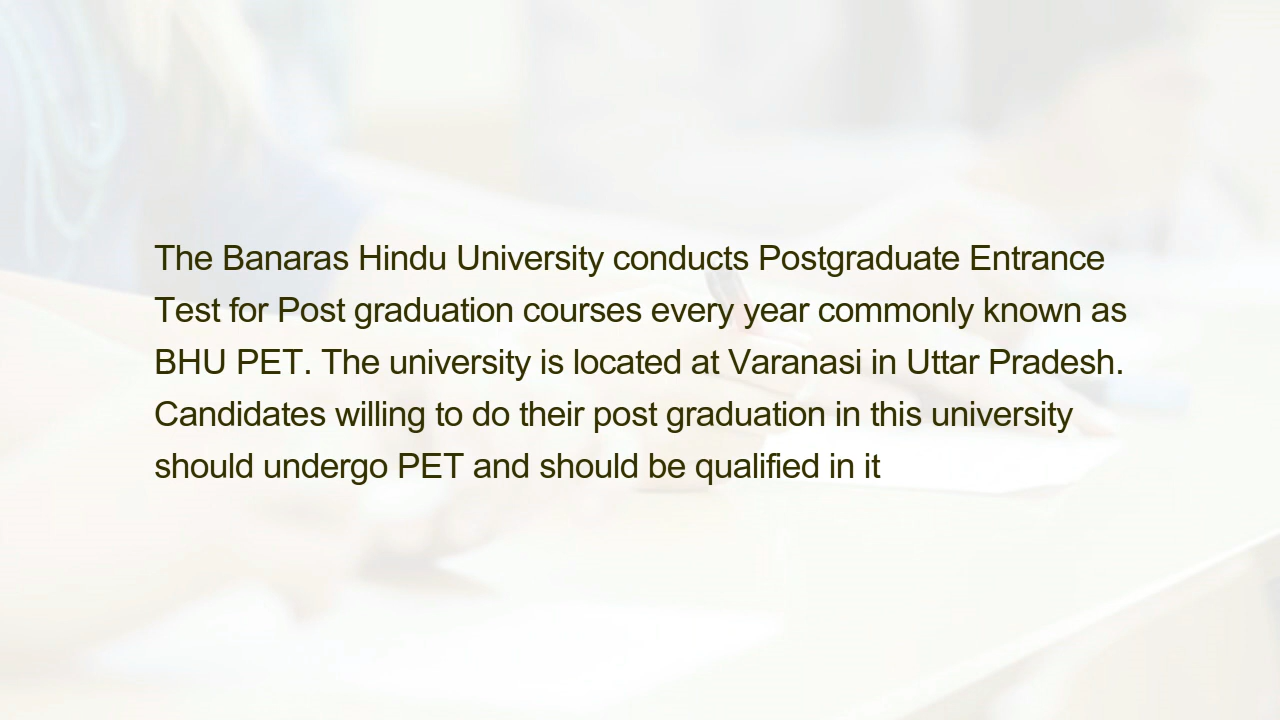 The Banaras Hindu University conducts Postgraduate Entrance
Test for Post graduation courses every year commonly known as
BHU PET. The university is located at Varanasi in Uttar Pradesh.
Candidates willing to do their post graduation in this university
should undergo PET and should be qualified in it